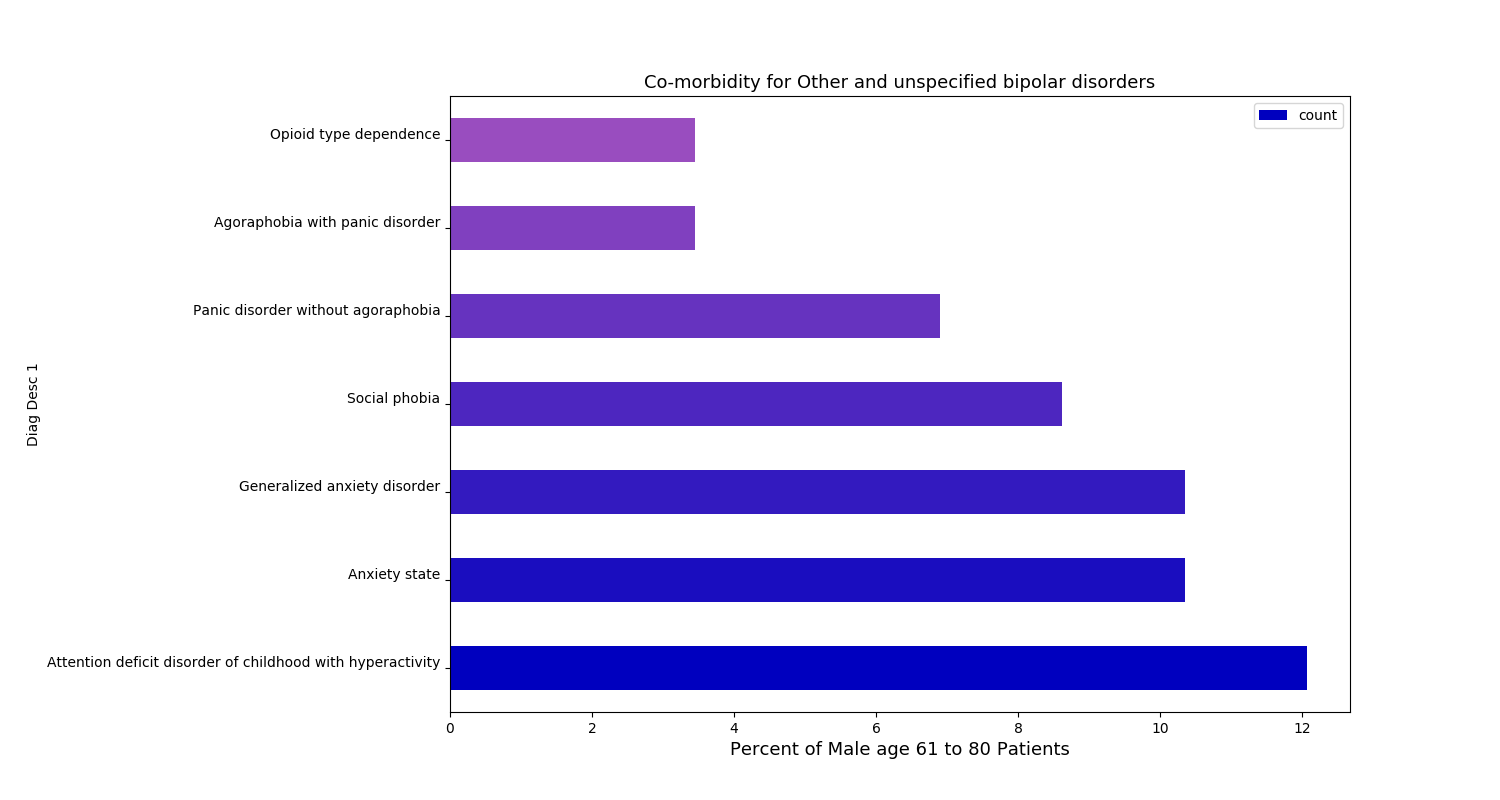 Co-morbidity for Other and unspecified bipolar disorders
count
Opioid type dependence
Agoraphobia with panic disorder
Panic disorder without agoraphobia
Social phobia
Generalized anxiety disorder
Anxiety state
Attention deficit disorder of childhood with hyperactivity
Diag Desc 1
0 2 4 6 8 10 12
Percent of Male age 61 to 80 Patients